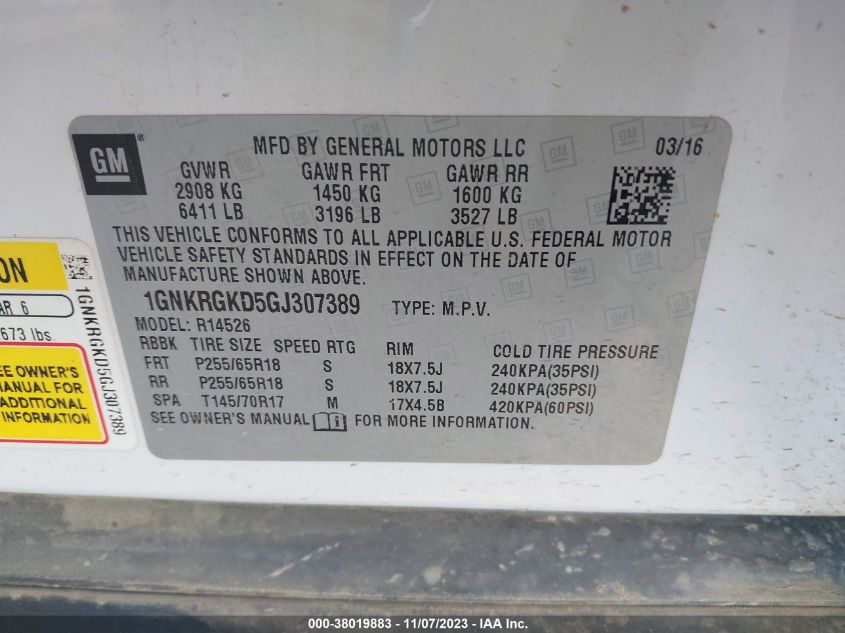 GM
MFD BY GENERAL MOTORS LLC 03/16
GVWR GAWR FRT GAWR RR
2908 KG 1450 KG 1600 KG
6411 LB 3196 LB 3527 LB
THIS VEHICLE CONFORMS TO ALL APPLICABLE U.S. FEDERAL MOTOR
VEHICLE SAFETY STANDARDS IN EFFECT ON THE DATE OF
MANUFACTURE SHOWN ABOVE.
1GNKRGKD5GJ307389 TYPE: M.P.V.
MODEL: R14526
RBBK TIRE SIZE SPEED RTG RIM COLD TIRE PRESSURE
FRT P255/65R18 S 18X7.5J 240KPA(35PSI)
RR P255/65R18 S 18X7.5J 240KPA(35PSI)
SPA T145/70R17 M 17X4.5B 420KPA(60PSI)
SEE OWNER'S MANUAL FOR MORE INFORMATION.
ON
AR 6
673 lbs.
EE OWNER'S
MANUAL FOR
ADDITIONAL
INFORMATION
1GNKRGKD5GJ307389
000-38019883 - 11/07/2023 - IAA Inc.